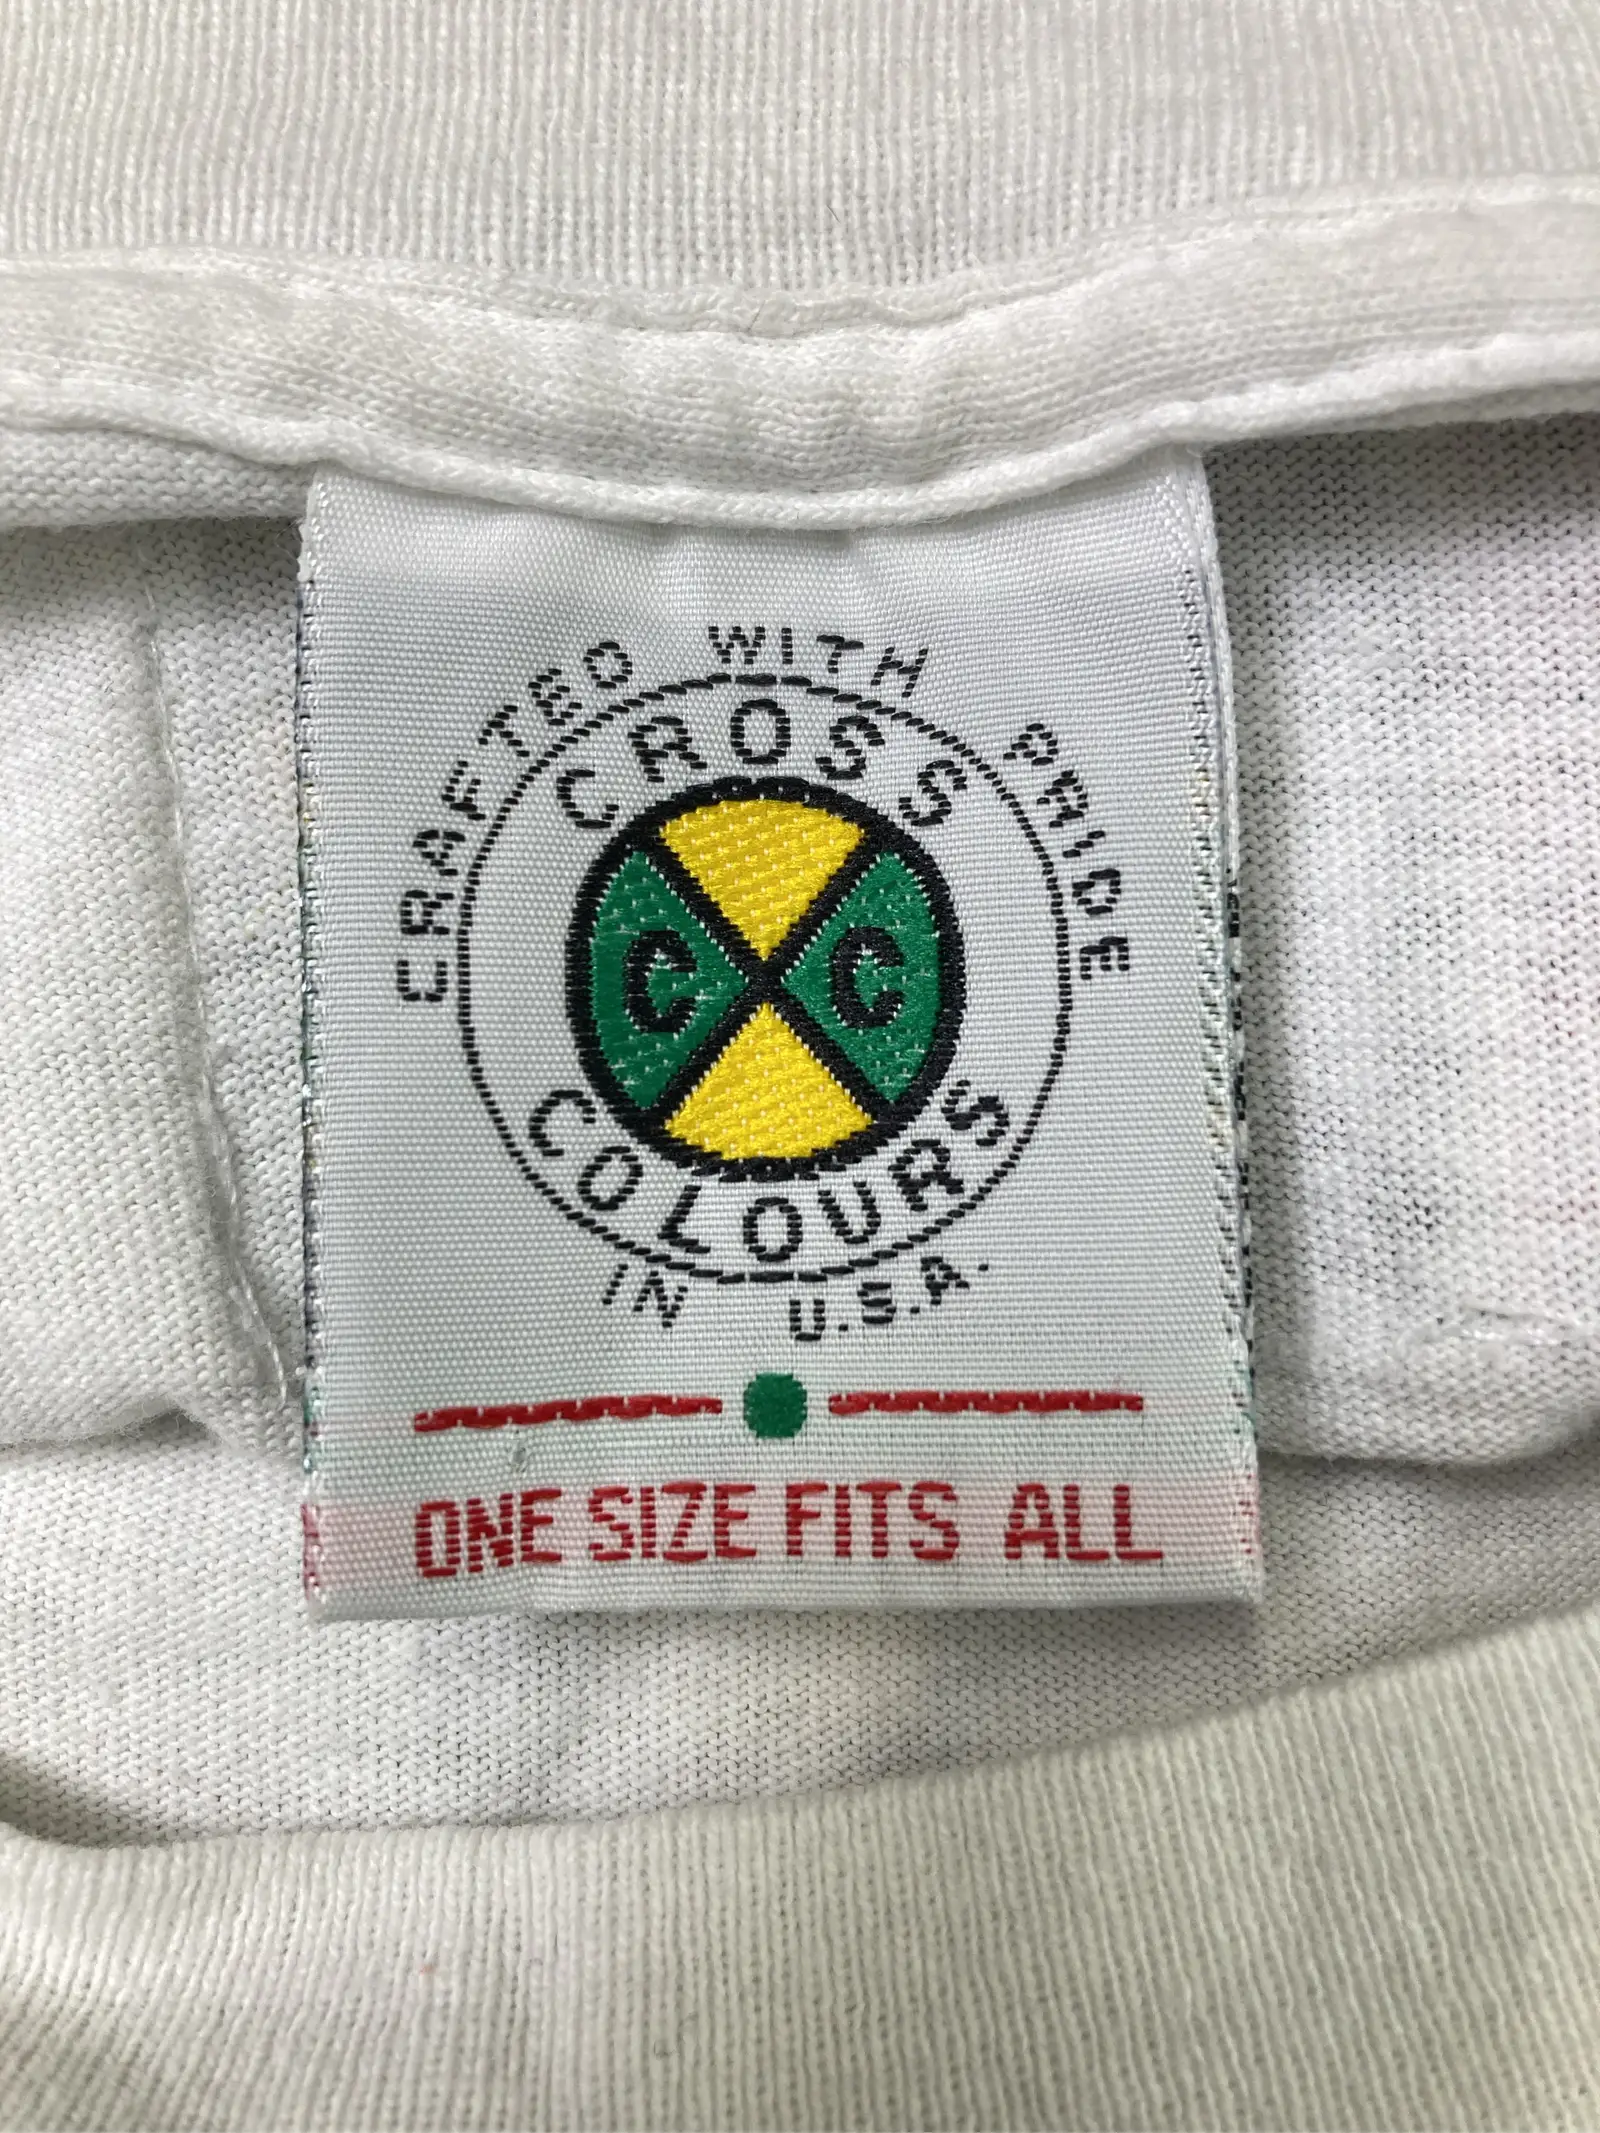 CRAFTED WITH PRIDE
CROSS
C C
COLOURS
IN U.S.A.
ONE SIZE FITS ALL